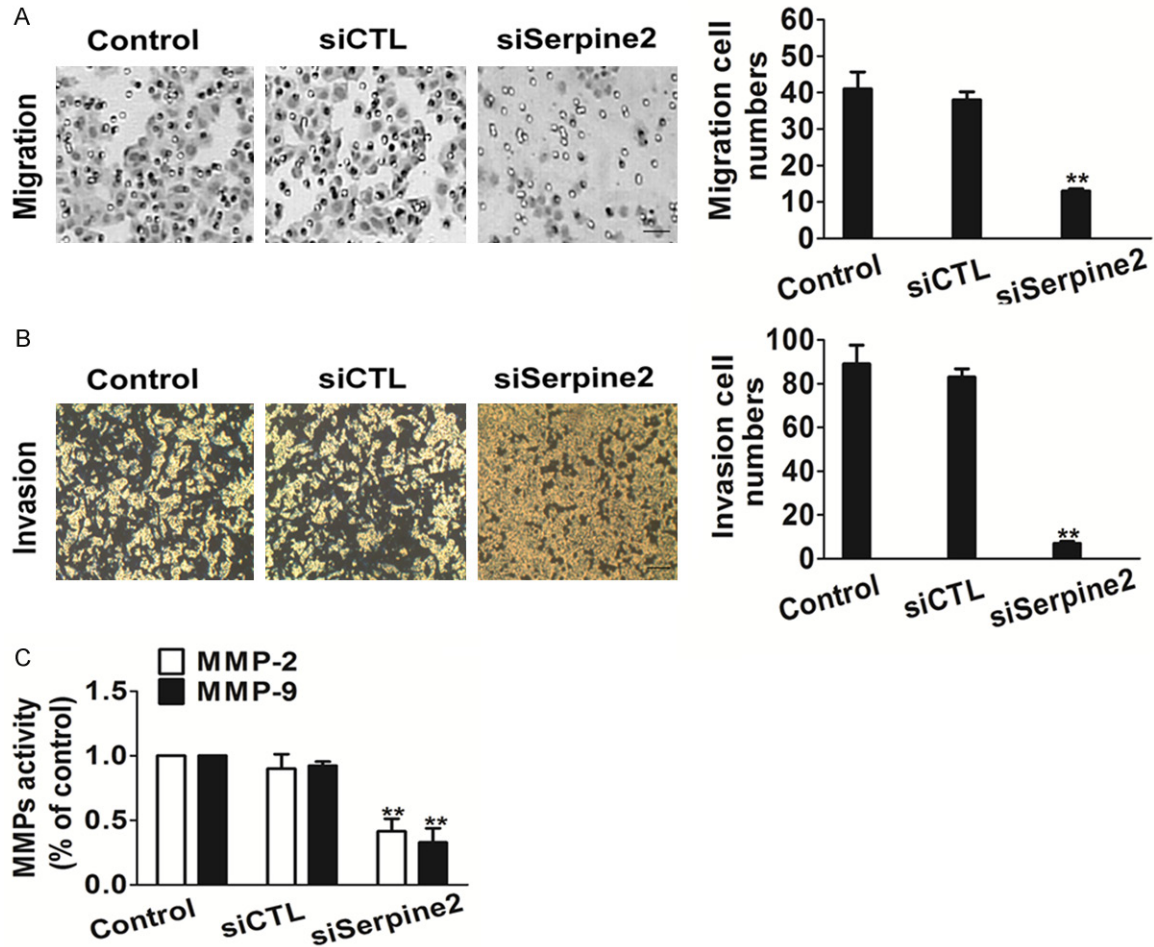 A
Control siCTL siSerpine2
Migration
Migration cell
numbers
60
50
40
30
20
10
0
**
Control siCTL siSerpine2
B
Control siCTL siSerpine2
Invasion
Invasion cell
numbers
100
80
60
40
20
0
**
Control siCTL siSerpine2
C
MMP-2
MMP-9
MMPs activity
(% of control)
1.5
1.0
0.5
0.0
** **
Control siCTL siSerpine2